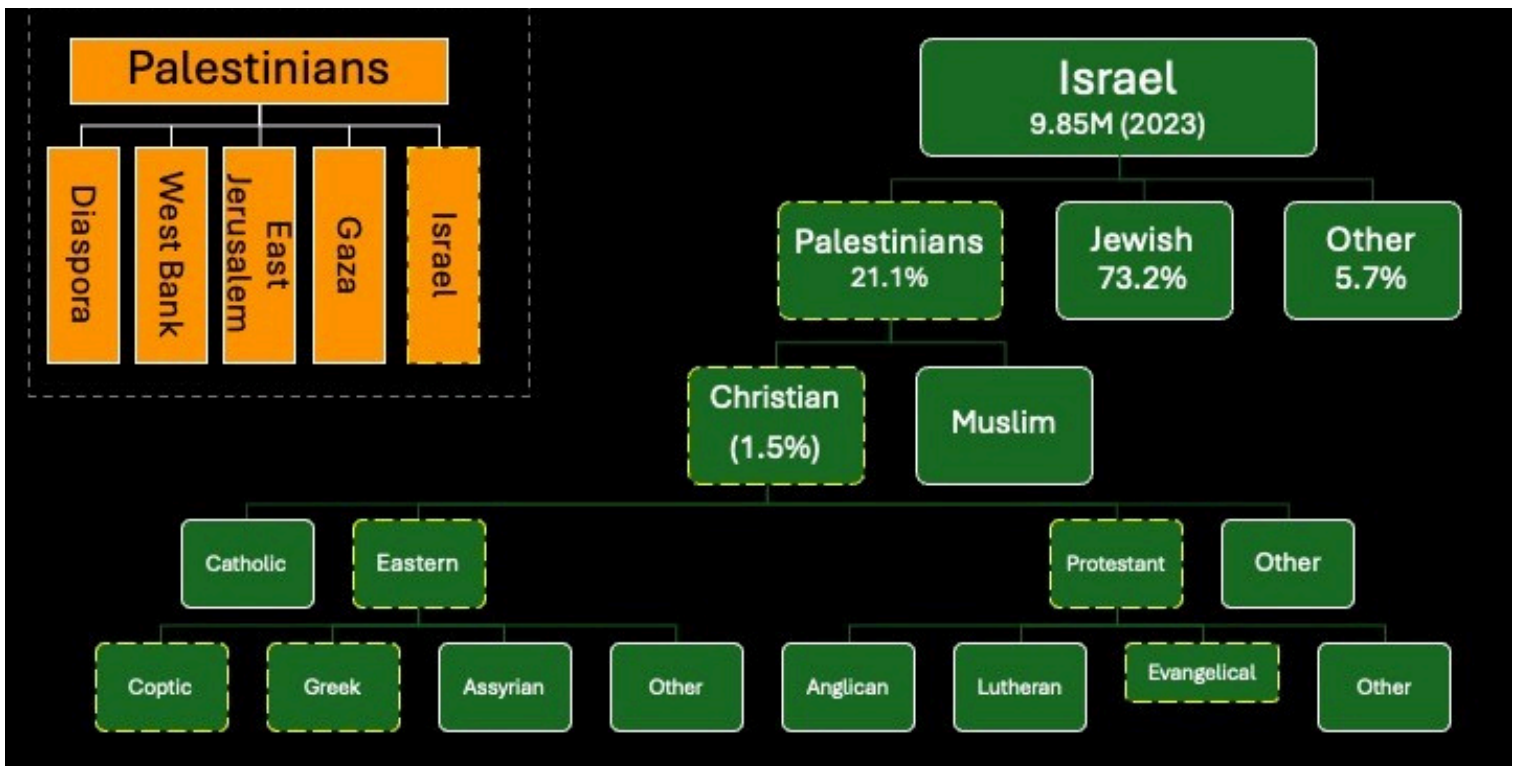 Palestinians
Diaspora
West Bank
East
Jerusalem
Gaza
Israel
Israel
9.85M (2023)
Palestinians
21.1%
Jewish
73.2%
Other
5.7%
Christian
(1.5%)
Muslim
Catholic
Eastern
Protestant
Other
Coptic
Greek
Assyrian
Other
Anglican
Lutheran
Evangelical
Other